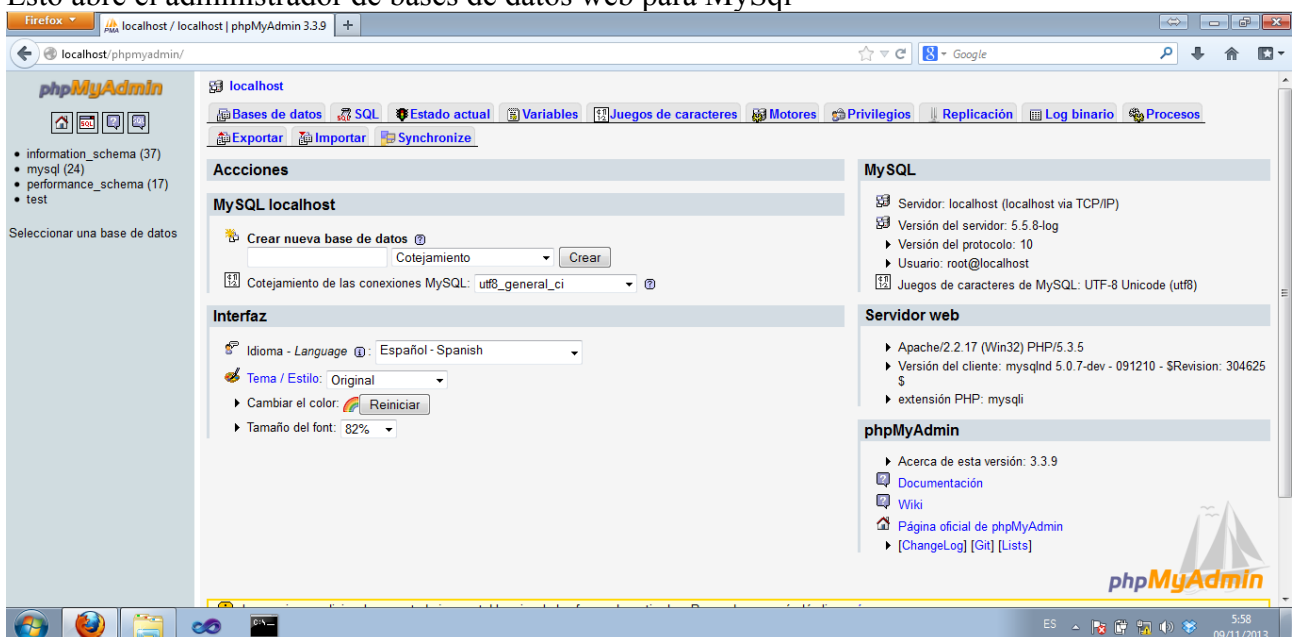 Esto abre el administrador de bases de datos web para MySql
Firefox
localhost / localhost | phpMyAdmin 3.3.9
localhost/phpmyadmin/
Google
phpMyAdmin
information_schema (37)
mysql (24)
performance_schema (17)
test
Seleccionar una base de datos
localhost
Bases de datos SQL Estado actual Variables Juegos de caracteres Motores Privilegios Replicación Log binario Procesos
Exportar Importar Synchronize
Accciones
MySQL localhost
Crear nueva base de datos
Cotejamiento Crear
Cotejamiento de las conexiones MySQL: utf8_general_ci
Interfaz
Idioma - Language : Español - Spanish
Tema / Estilo: Original
Cambiar el color: Reiniciar
Tamaño del font: 82%
MySQL
Servidor: localhost (localhost via TCP/IP)
Versión del servidor: 5.5.8-log
Versión del protocolo: 10
Usuario: root@localhost
Juegos de caracteres de MySQL: UTF-8 Unicode (utf8)
Servidor web
Apache/2.2.17 (Win32) PHP/5.3.5
Versión del cliente: mysqlnd 5.0.7-dev - 091210 - $Revision: 304625
$
extensión PHP: mysqli
phpMyAdmin
Acerca de esta versión: 3.3.9
Documentación
Wiki
Página oficial de phpMyAdmin
[ChangeLog] [Git] [Lists]
phpMyAdmin
ES
5:58
09/11/2013